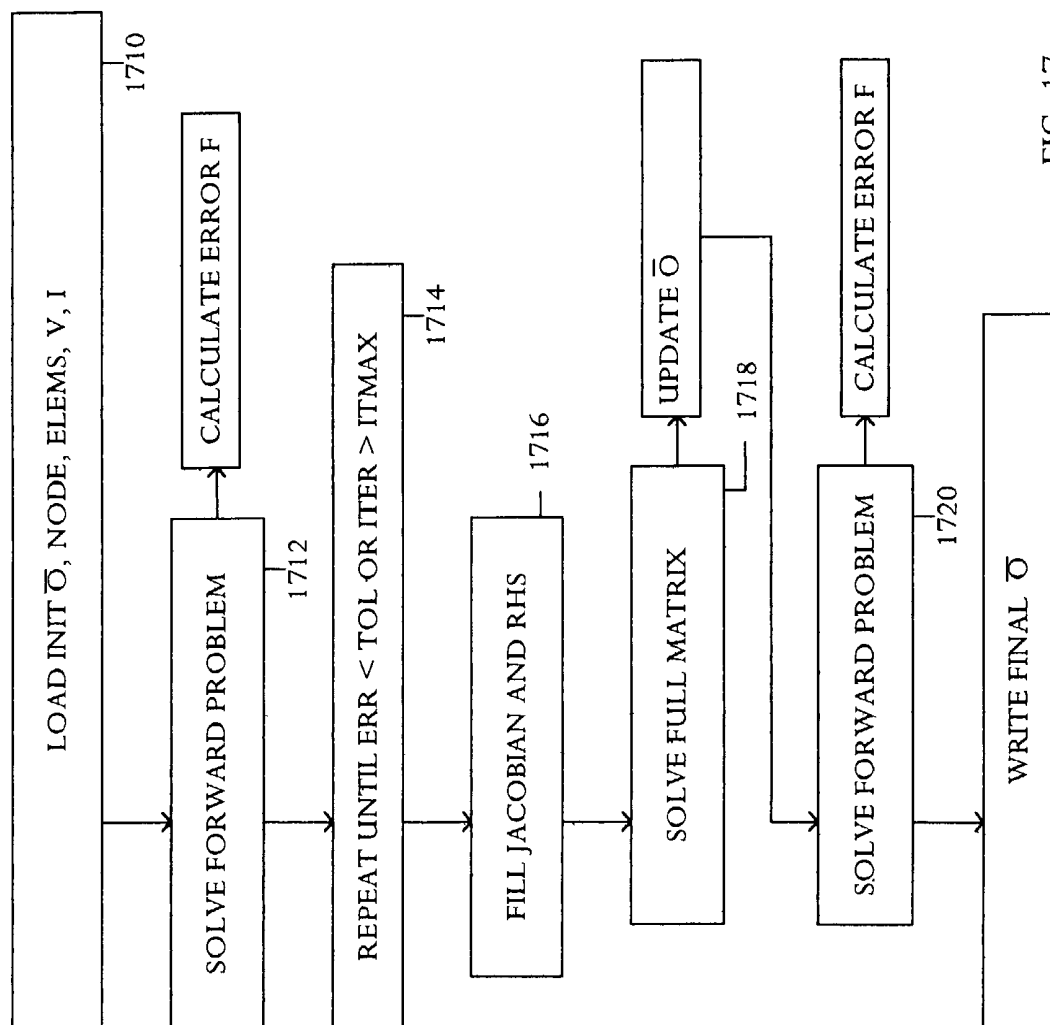 LOAD INIT O̅, NODE, ELEMS, V, I
1710
SOLVE FORWARD PROBLEM
1712
CALCULATE ERROR F
REPEAT UNTIL ERR < TOL OR ITER > ITMAX
1714
FILL JACOBIAN AND RHS
1716
SOLVE FULL MATRIX
1718
UPDATE O̅
SOLVE FORWARD PROBLEM
1720
CALCULATE ERROR F
WRITE FINAL O̅